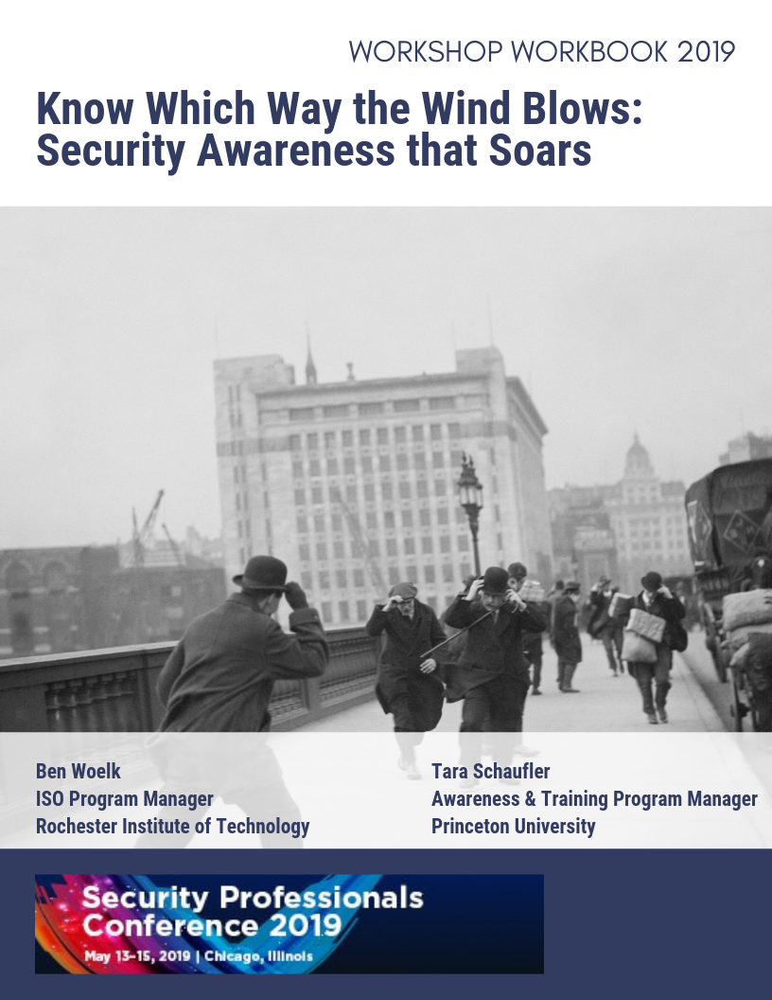 WORKSHOP WORKBOOK 2019
Know Which Way the Wind Blows:
Security Awareness that Soars
Ben Woelk
ISO Program Manager
Rochester Institute of Technology
Tara Schaufler
Awareness & Training Program Manager
Princeton University
Security Professionals
Conference 2019
May 13-15, 2019 | Chicago, Illinois